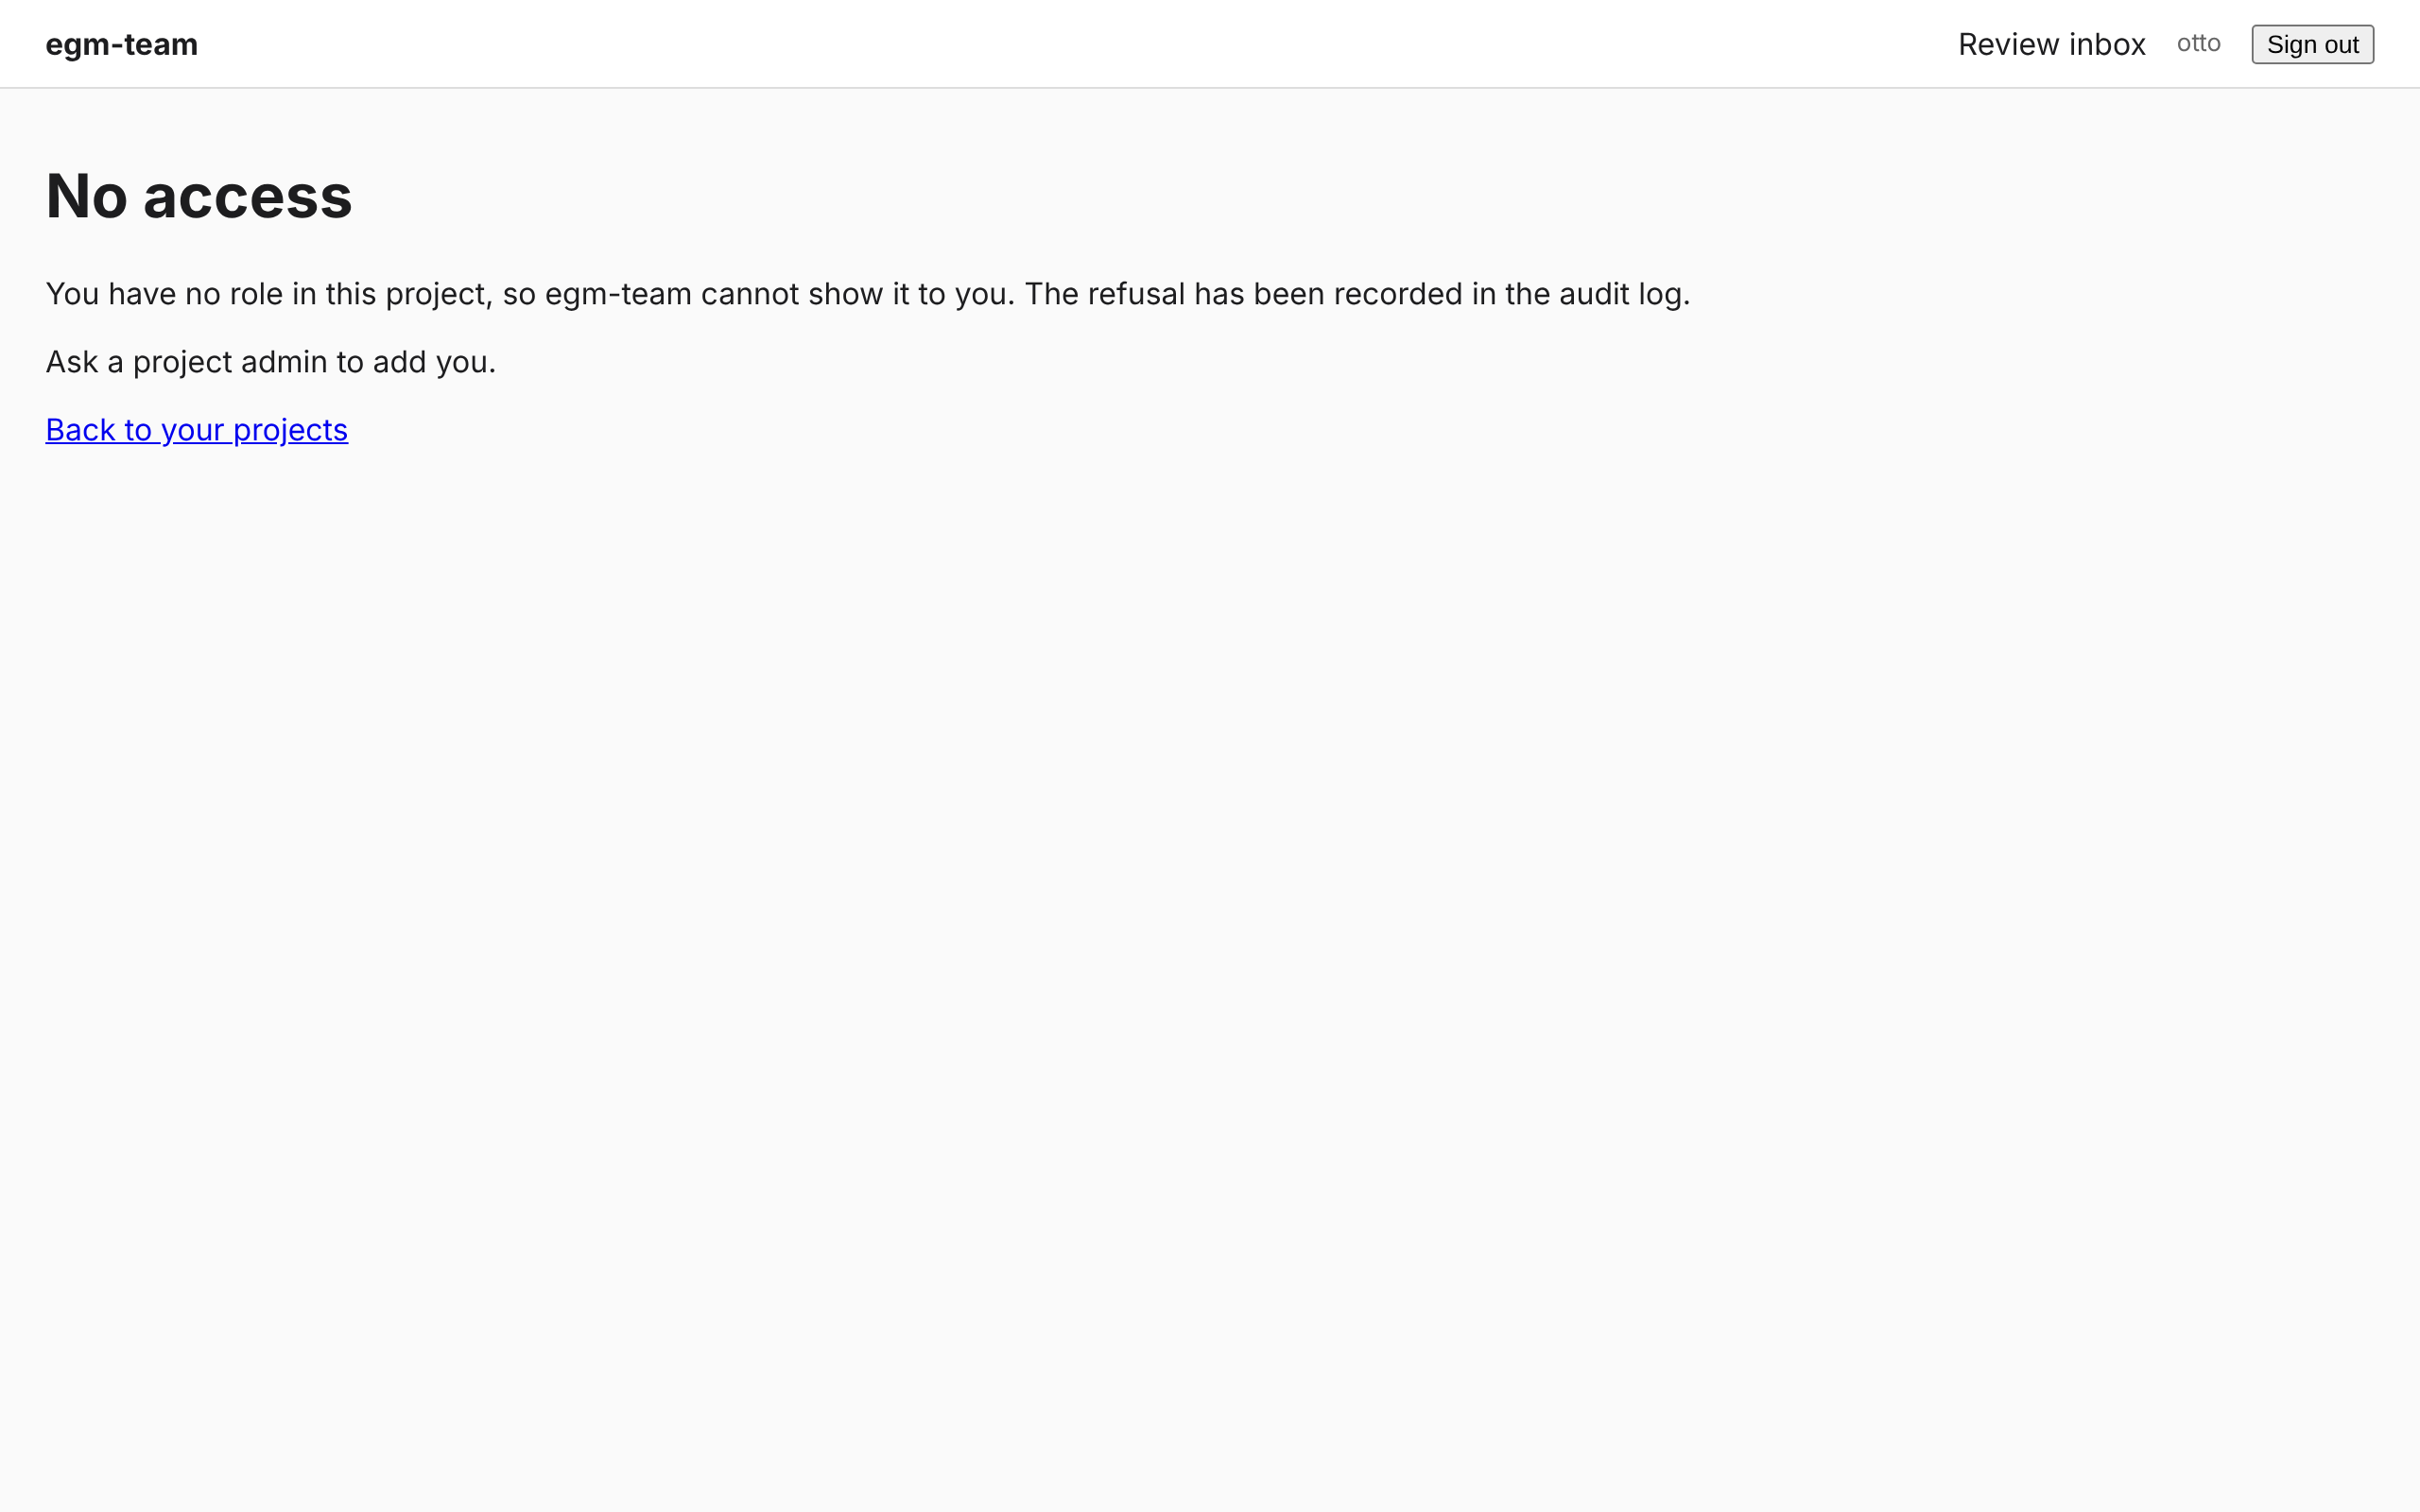 egm-team
Review inbox
otto
Sign out
No access
You have no role in this project, so egm-team cannot show it to you. The refusal has been recorded in the audit log.
Ask a project admin to add you.
Back to your projects